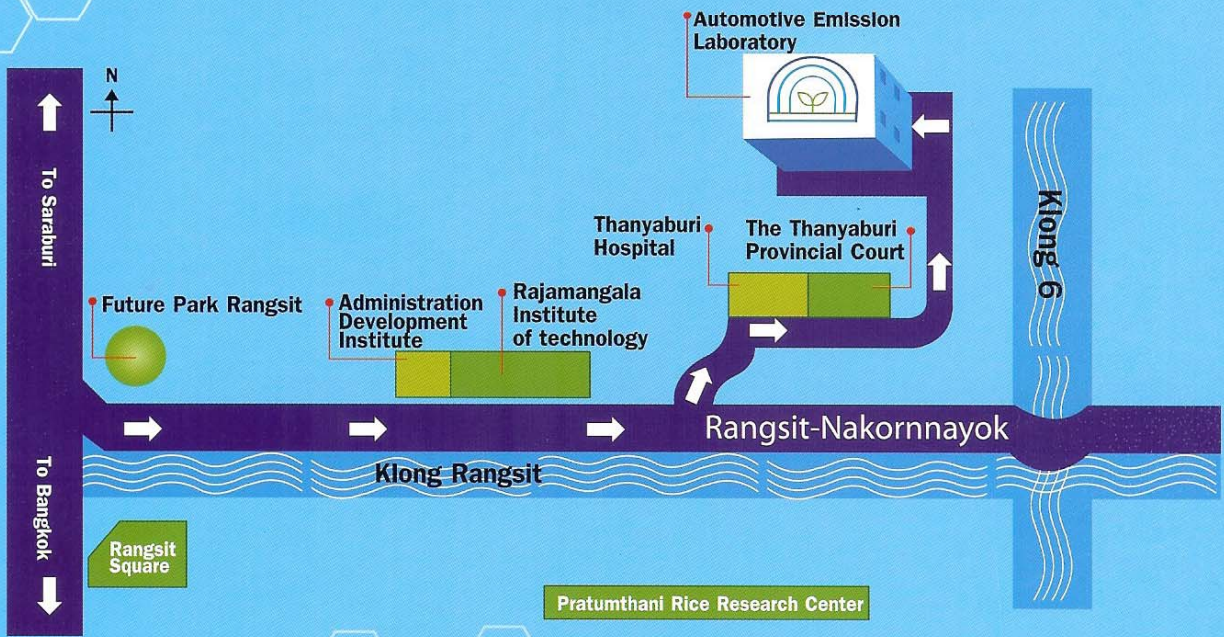 Automotive Emission
Laboratory
N
To Saraburi
Thanyaburi
Hospital
The Thanyaburi
Provincial Court
Klong 6
Future Park Rangsit
Administration
Development
Institute
Rajamangala
Institute
of technology
Rangsit-Nakornnayok
Klong Rangsit
To Bangkok
Rangsit
Square
Pratumthani Rice Research Center